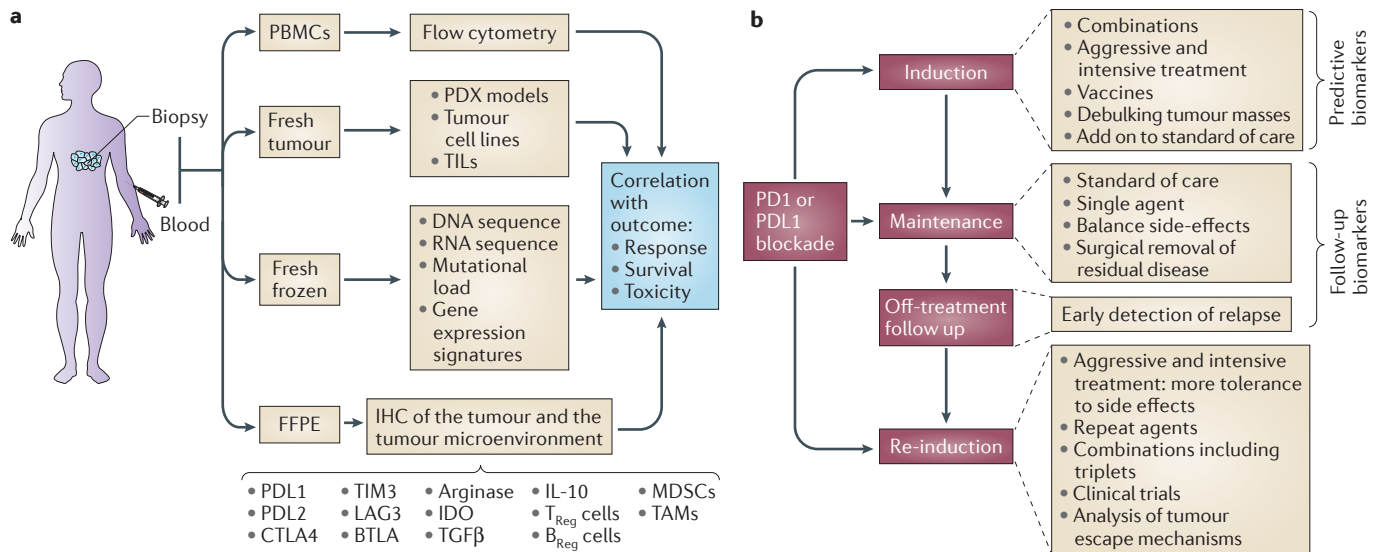 a
Biopsy
Blood
PBMCs
Flow cytometry
Fresh
tumour
• PDX models
• Tumour
cell lines
• TILs
Fresh
frozen
• DNA sequence
• RNA sequence
• Mutational
load
• Gene
expression
signatures
FFPE
IHC of the tumour and the
tumour microenvironment
Correlation
with
outcome:
• Response
• Survival
• Toxicity
• PDL1
• PDL2
• CTLA4
• TIM3
• LAG3
• BTLA
• Arginase
• IDO
• TGFβ
• IL-10
• TReg cells
• BReg cells
• MDSCs
• TAMs
b
PD1 or
PDL1
blockade
Induction
• Combinations
• Aggressive and
intensive treatment
• Vaccines
• Debulking tumour masses
• Add on to standard of care
Predictive
biomarkers
Maintenance
• Standard of care
• Single agent
• Balance side-effects
• Surgical removal of
residual disease
Off-treatment
follow up
Early detection of relapse
Follow-up
biomarkers
Re-induction
• Aggressive and intensive
treatment: more tolerance
to side effects
• Repeat agents
• Combinations including
triplets
• Clinical trials
• Analysis of tumour
escape mechanisms